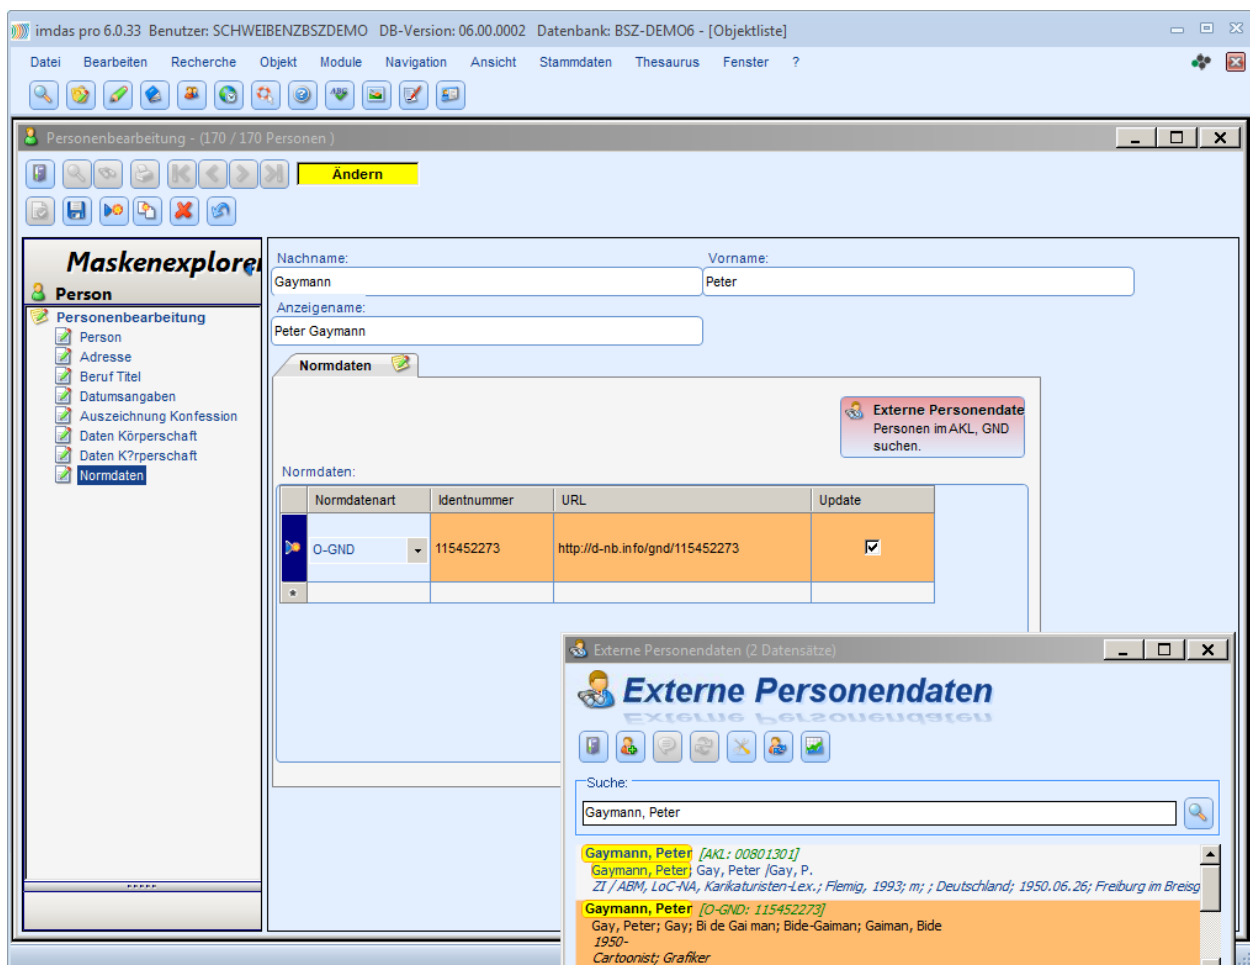 imdas pro 6.0.33 Benutzer: SCHWEIBENZBSZDEMO DB-Version: 06.00.0002 Datenbank: BSZ-DEMO6 - [Objektliste]
Datei Bearbeiten Recherche Objekt Module Navigation Ansicht Stammdaten Thesaurus Fenster ?
Personenbearbeitung - (170 / 170 Personen )
Ändern
Maskenexplorer
Person
Personenbearbeitung
Person
Adresse
Beruf Titel
Datumsangaben
Auszeichnung Konfession
Daten Körperschaft
Daten K?rperschaft
Normdaten
Nachname: Vorname:
Gaymann Peter
Anzeigename:
Peter Gaymann
Normdaten
Externe Personendate
Personen im AKL, GND
suchen.
Normdaten:
Normdatenart Identnummer URL Update
O-GND 115452273 http://d-nb.info/gnd/115452273
Externe Personendaten (2 Datensätze)
Externe Personendaten
Suche:
Gaymann, Peter
Gaymann, Peter [AKL: 00801301]
Gaymann, Peter; Gay, Peter /Gay, P.
ZI / ABM, LoC-NA, Karikaturisten-Lex.; Flemig, 1993; m; ; Deutschland; 1950.06.26; Freiburg im Breisg
Gaymann, Peter [O-GND: 115452273]
Gay, Peter; Gay; Bi de Gai man; Bide-Gaiman; Gaiman, Bide
1950-
Cartoonist; Grafiker